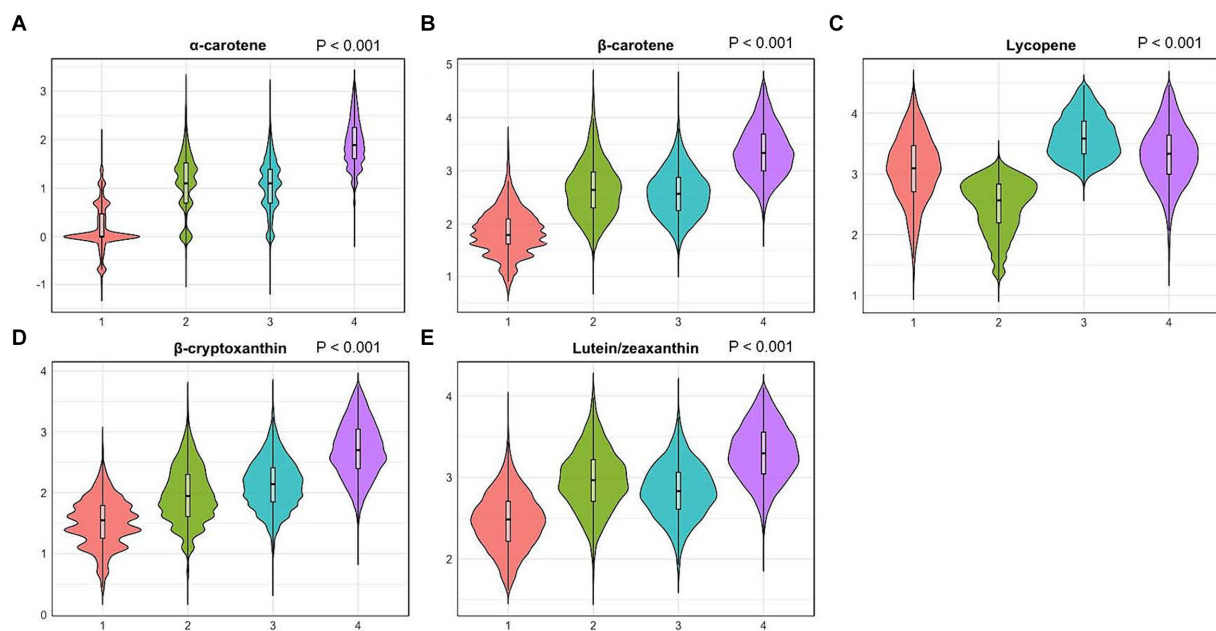 A
α-carotene P < 0.001
3
2
1
0
-1
1 2 3 4
B
β-carotene P < 0.001
5
4
3
2
1
1 2 3 4
C
Lycopene P < 0.001
4
3
2
1
1 2 3 4
D
β-cryptoxanthin P < 0.001
4
3
2
1
0
1 2 3 4
E
Lutein/zeaxanthin P < 0.001
4
3
2
1 2 3 4